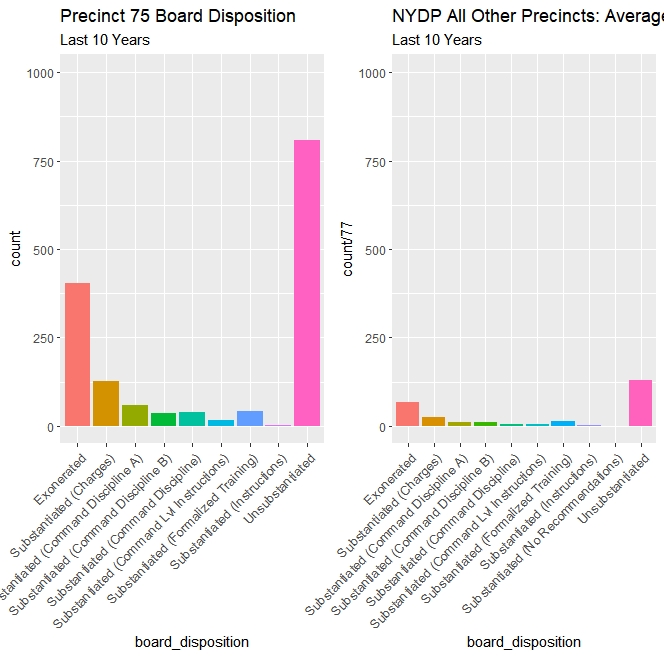 Precinct 75 Board Disposition
Last 10 Years
1000
750
500
250
0
count
Exonerated
Substantiated (Charges)
stantiated (Command Discipline A)
Substantiated (Command Discipline B)
Substantiated (Command Discipline)
Substantiated (Command Lvl Instructions)
Substantiated (Formalized Training)
Substantiated (Instructions)
Unsubstantiated
board_disposition
NYDP All Other Precincts: Average
Last 10 Years
1000
750
500
250
0
count/77
Exonerated
Substantiated (Charges)
Substantiated (Command Discipline A)
Substantiated (Command Discipline B)
Substantiated (Command Discipline)
Substantiated (Command Lvl Instructions)
Substantiated (Formalized Training)
Substantiated (Instructions)
Substantiated (No Recommendations)
Unsubstantiated
board_disposition